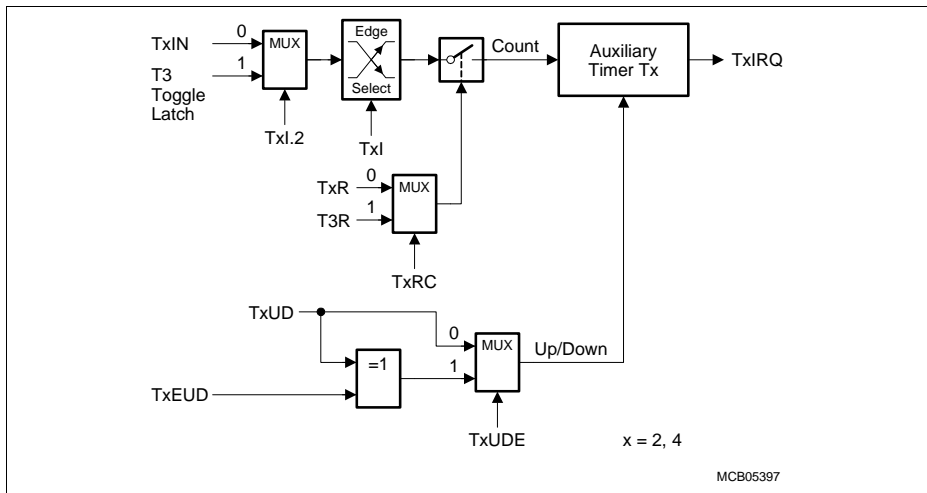 TxIN
0
MUX
T3
Toggle
Latch
1
TxI.2
Edge
Select
TxI
Count
Auxiliary
Timer Tx
TxIRQ
TxR
0
MUX
T3R
1
TxRC
TxUD
0
MUX
Up/Down
=1
1
TxEUD
TxUDE
x = 2, 4
MCB05397